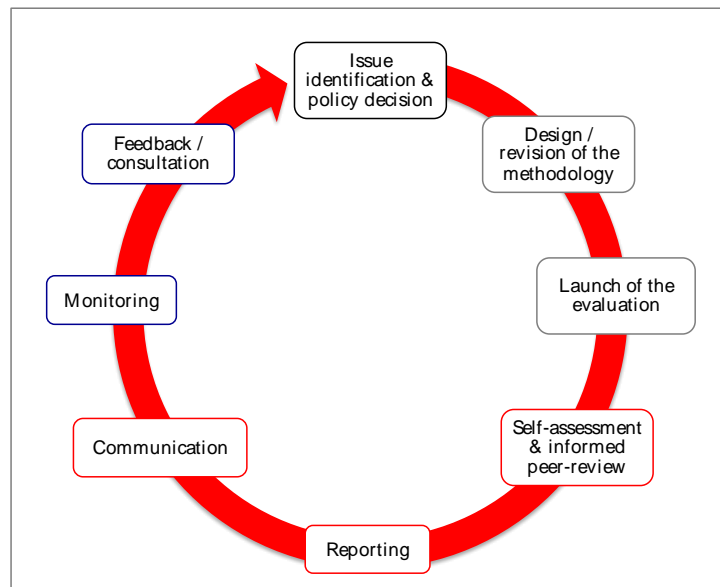 Issue
identification &
policy decision
Design /
revision of the
methodology
Launch of the
evaluation
Self-assessment
& informed
peer-review
Reporting
Communication
Monitoring
Feedback /
consultation